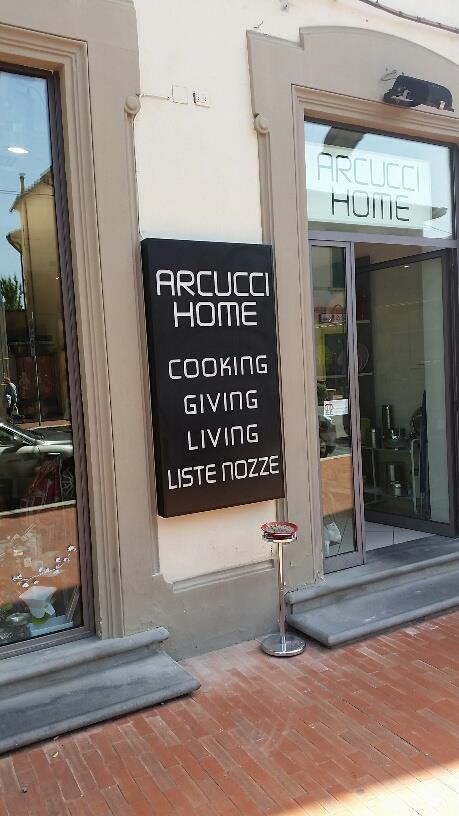 ARCUCCI
HOME
COOKING
GIVING
LIVING
LISTE NOZZE
ARCUCCI
HOME